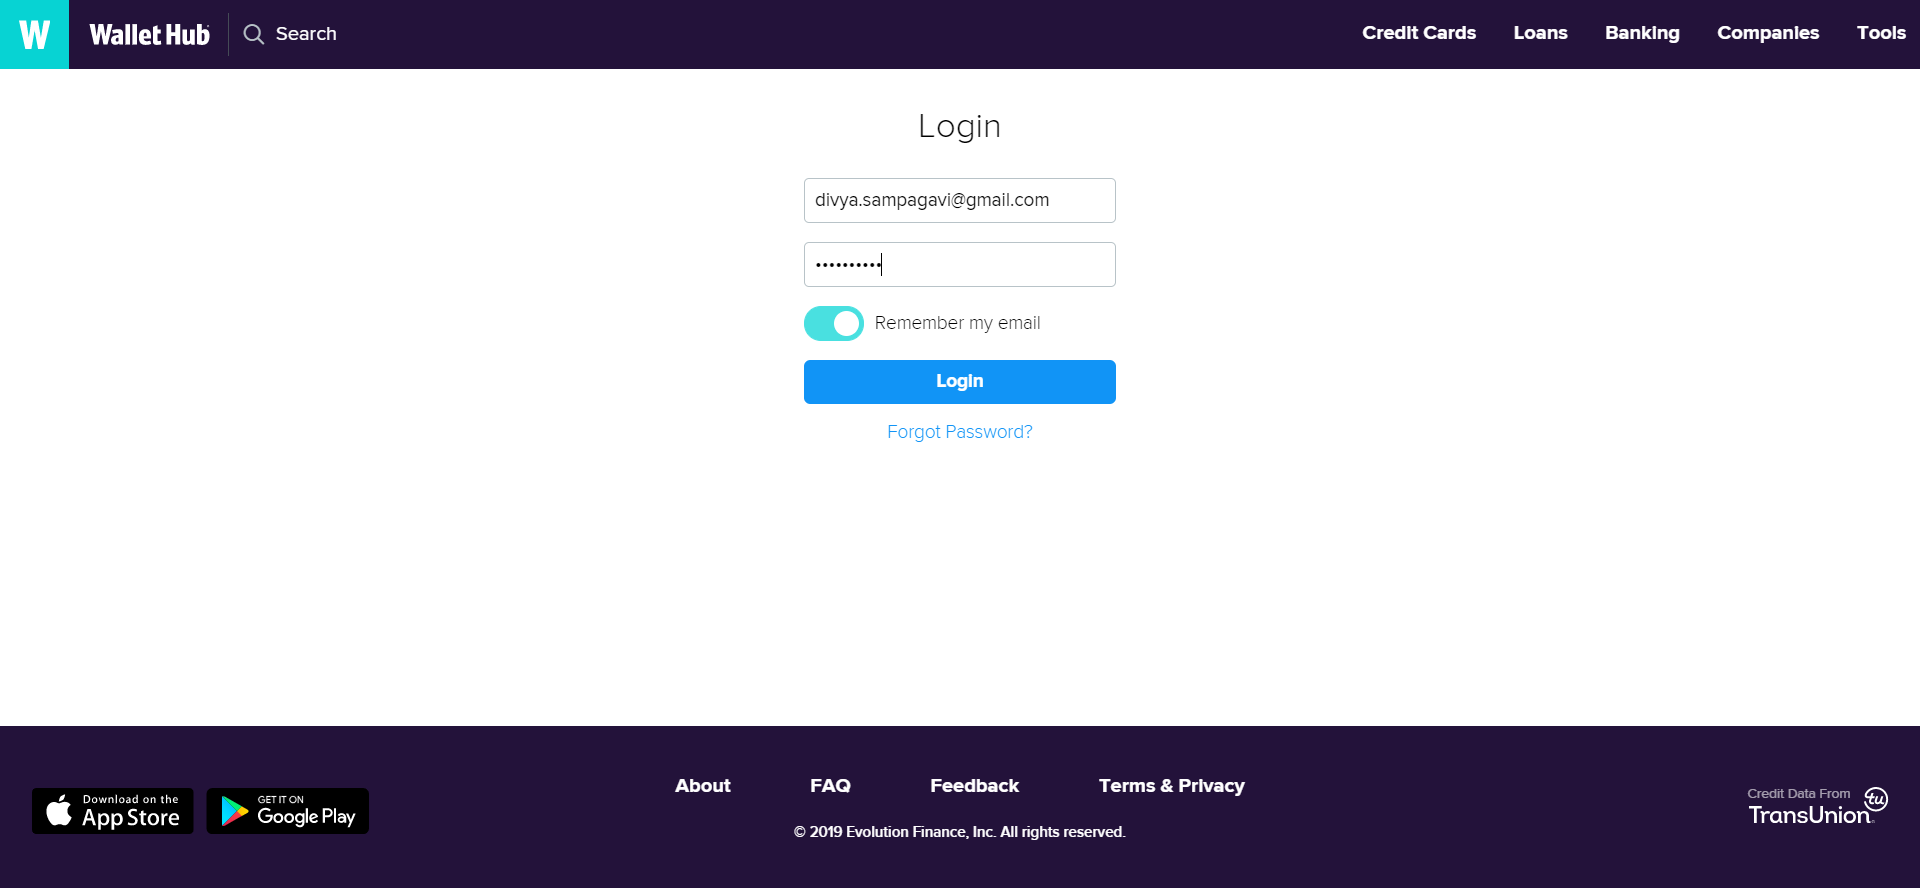 W Wallet Hub Search Credit Cards Loans Banking Companies Tools
Login
divya.sampagavi@gmail.com
••••••••••
Remember my email
Login
Forgot Password?
About FAQ Feedback Terms & Privacy
Download on the
App Store
GET IT ON
Google Play
© 2019 Evolution Finance, Inc. All rights reserved.
Credit Data From
TransUnion
tu